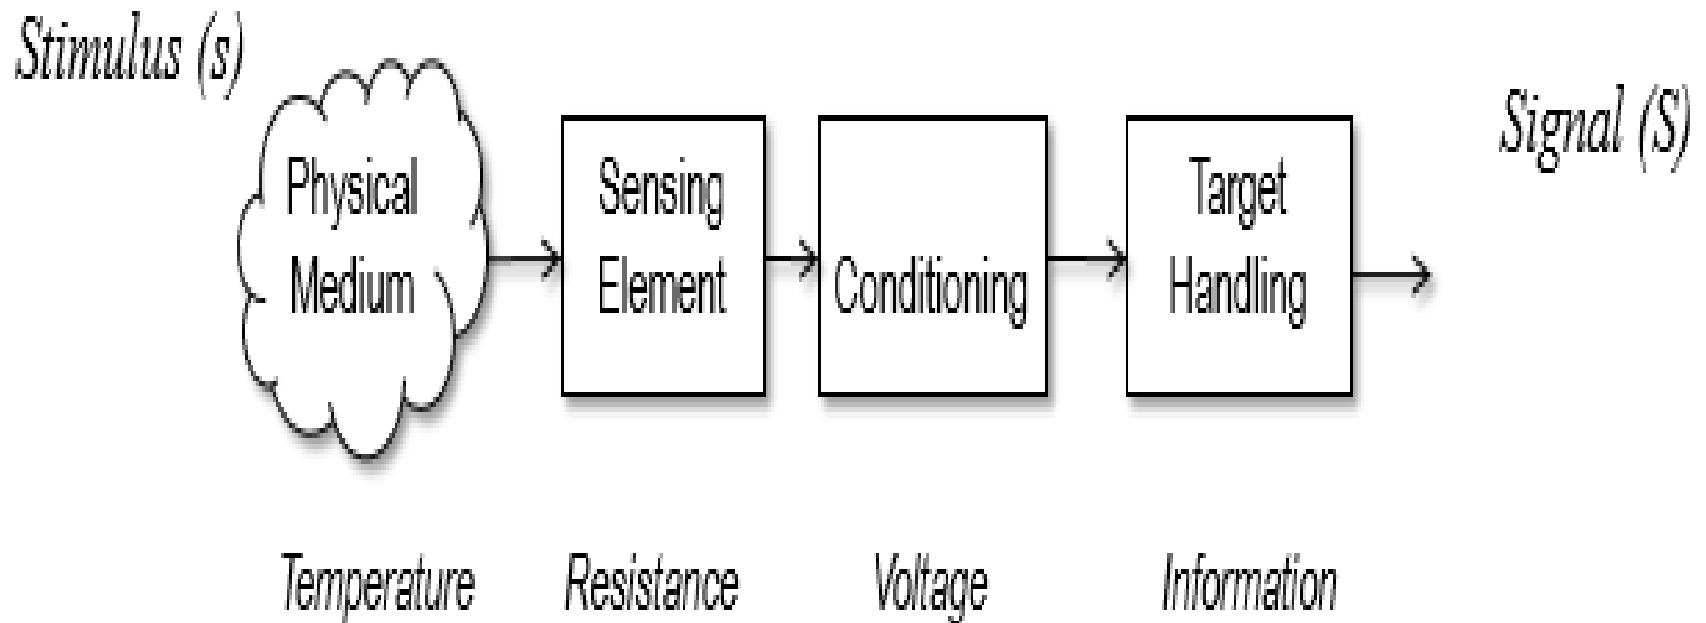 Stimulus (s)
Physical
Medium
Sensing
Element
Conditioning
Target
Handling
Signal (S)
Temperature
Resistance
Voltage
Information